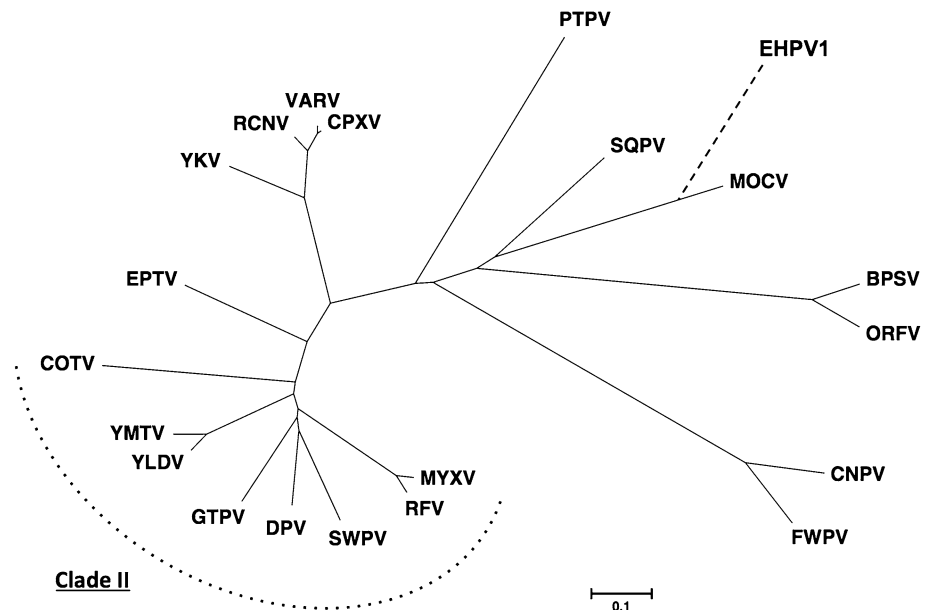 PTPV
EHPV1
VARV
RCNV
CPXV
SQPV
YKV
MOCV
EPTV
BPSV
ORFV
COTV
YMTV
YLDV
MYXV
CNPV
RFV
GTPV
DPV
SWPV
FWPV
Clade II
0.1